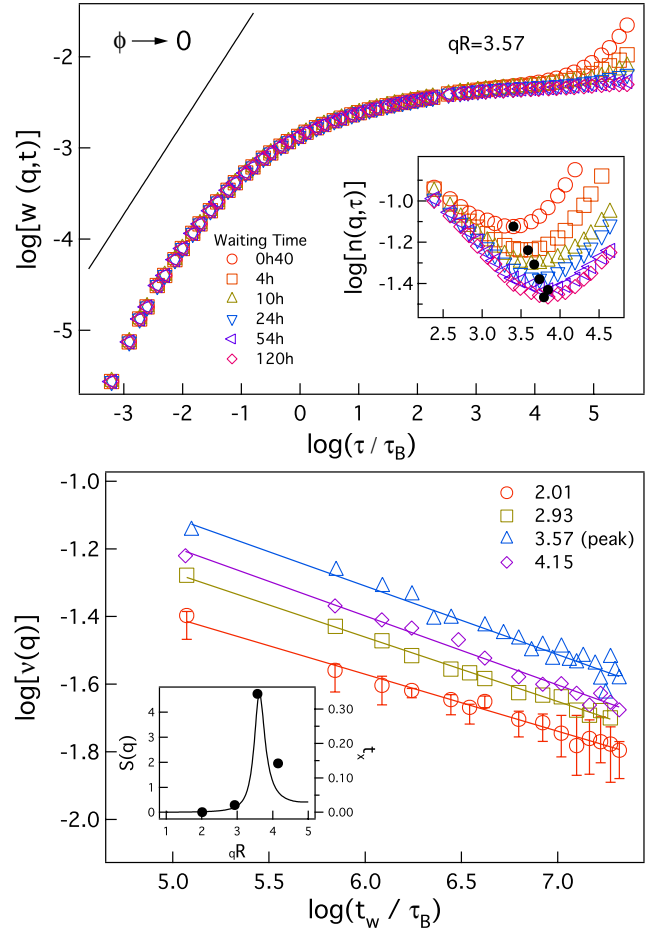 ϕ → 0
qR=3.57
log[w (q,t)]
-2
-3
-4
-5
Waiting Time
0h40
4h
10h
24h
54h
120h
log[n(q,τ)]
-1.0
-1.2
-1.4
2.5 3.0 3.5 4.0 4.5
-3 -2 -1 0 1 2 3 4 5
log(τ / τB)
log[ν(q)]
-1.0
-1.2
-1.4
-1.6
-1.8
-2.0
2.01
2.93
3.57 (peak)
4.15
S(q)
5
4
3
2
1
0
0.30
0.20
0.10
0.00
tx
1 2 3 4 5
qR
5.0 5.5 6.0 6.5 7.0
log(tw / τB)